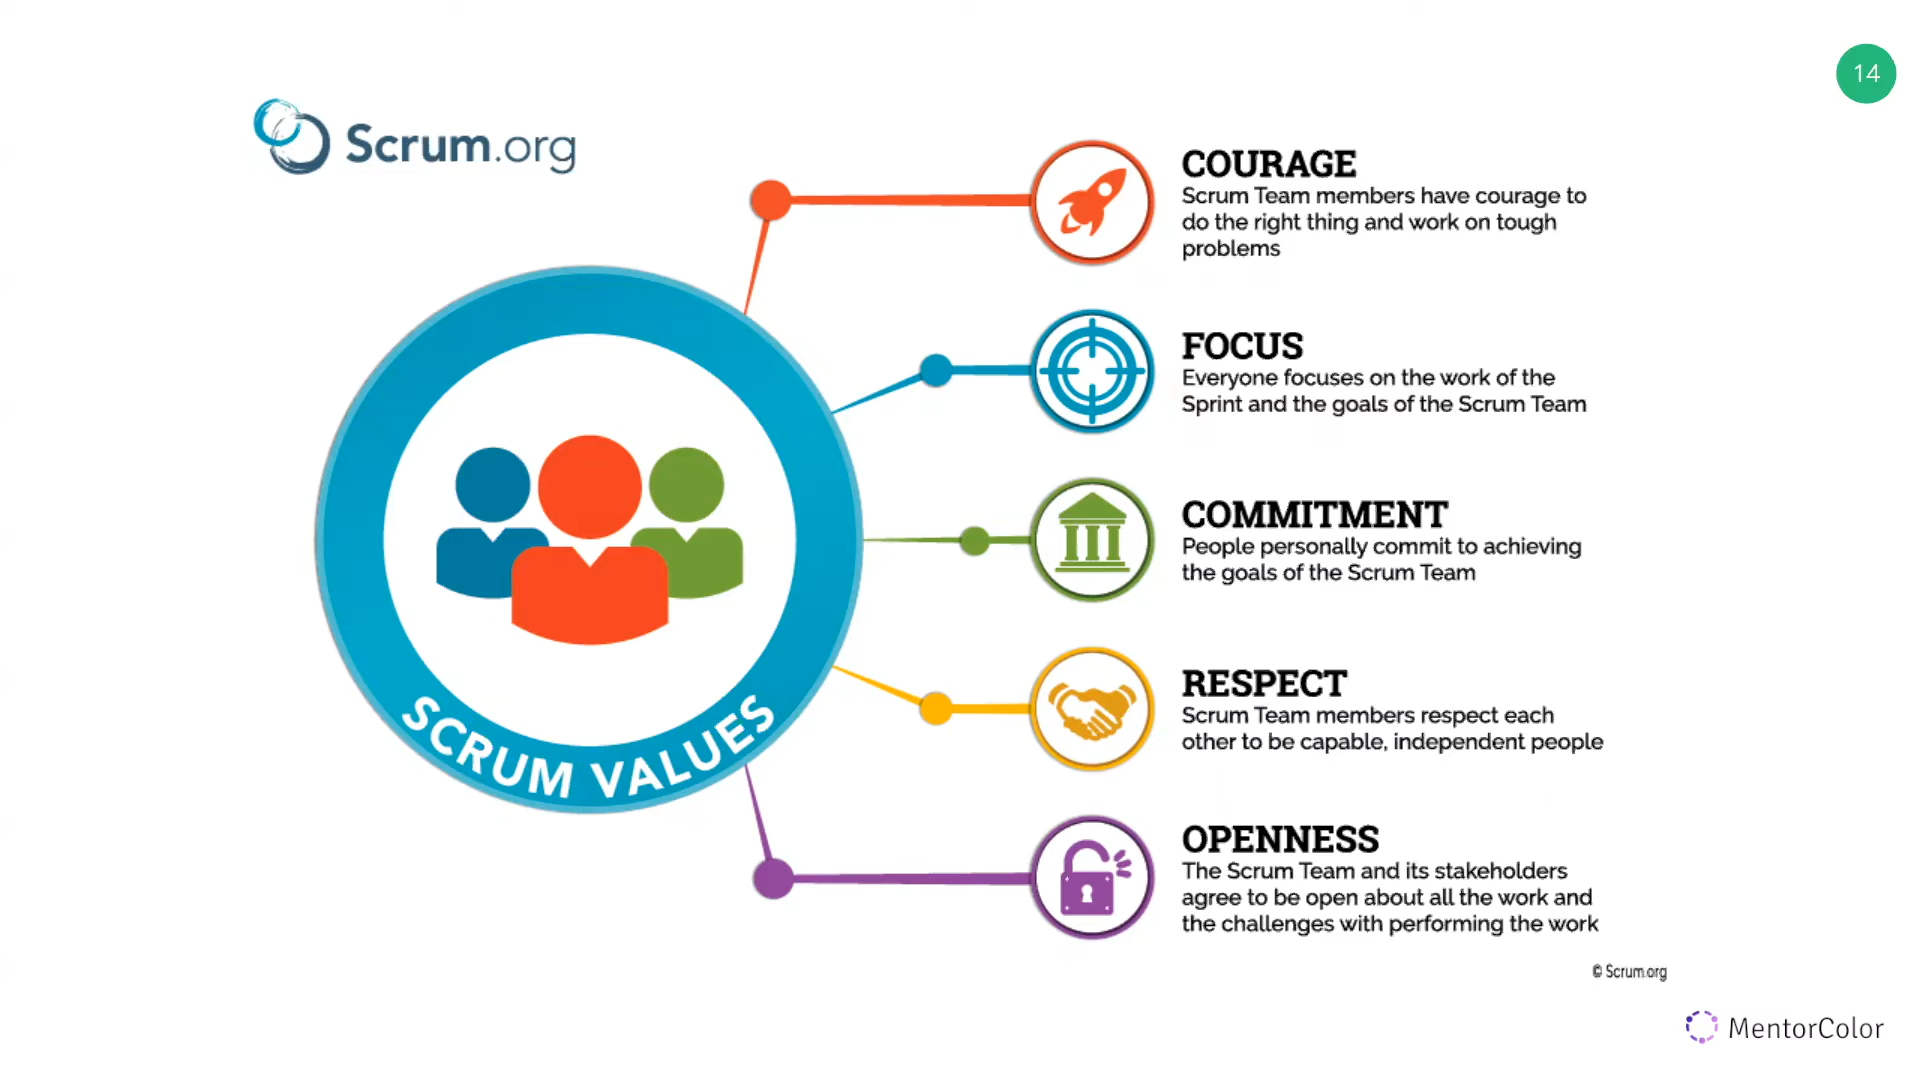 14
Scrum.org
COURAGE
Scrum Team members have courage to
do the right thing and work on tough
problems
FOCUS
Everyone focuses on the work of the
Sprint and the goals of the Scrum Team
COMMITMENT
People personally commit to achieving
the goals of the Scrum Team
RESPECT
Scrum Team members respect each
other to be capable, independent people
OPENNESS
The Scrum Team and its stakeholders
agree to be open about all the work and
the challenges with performing the work
SCRUM VALUES
© Scrum.org
MentorColor